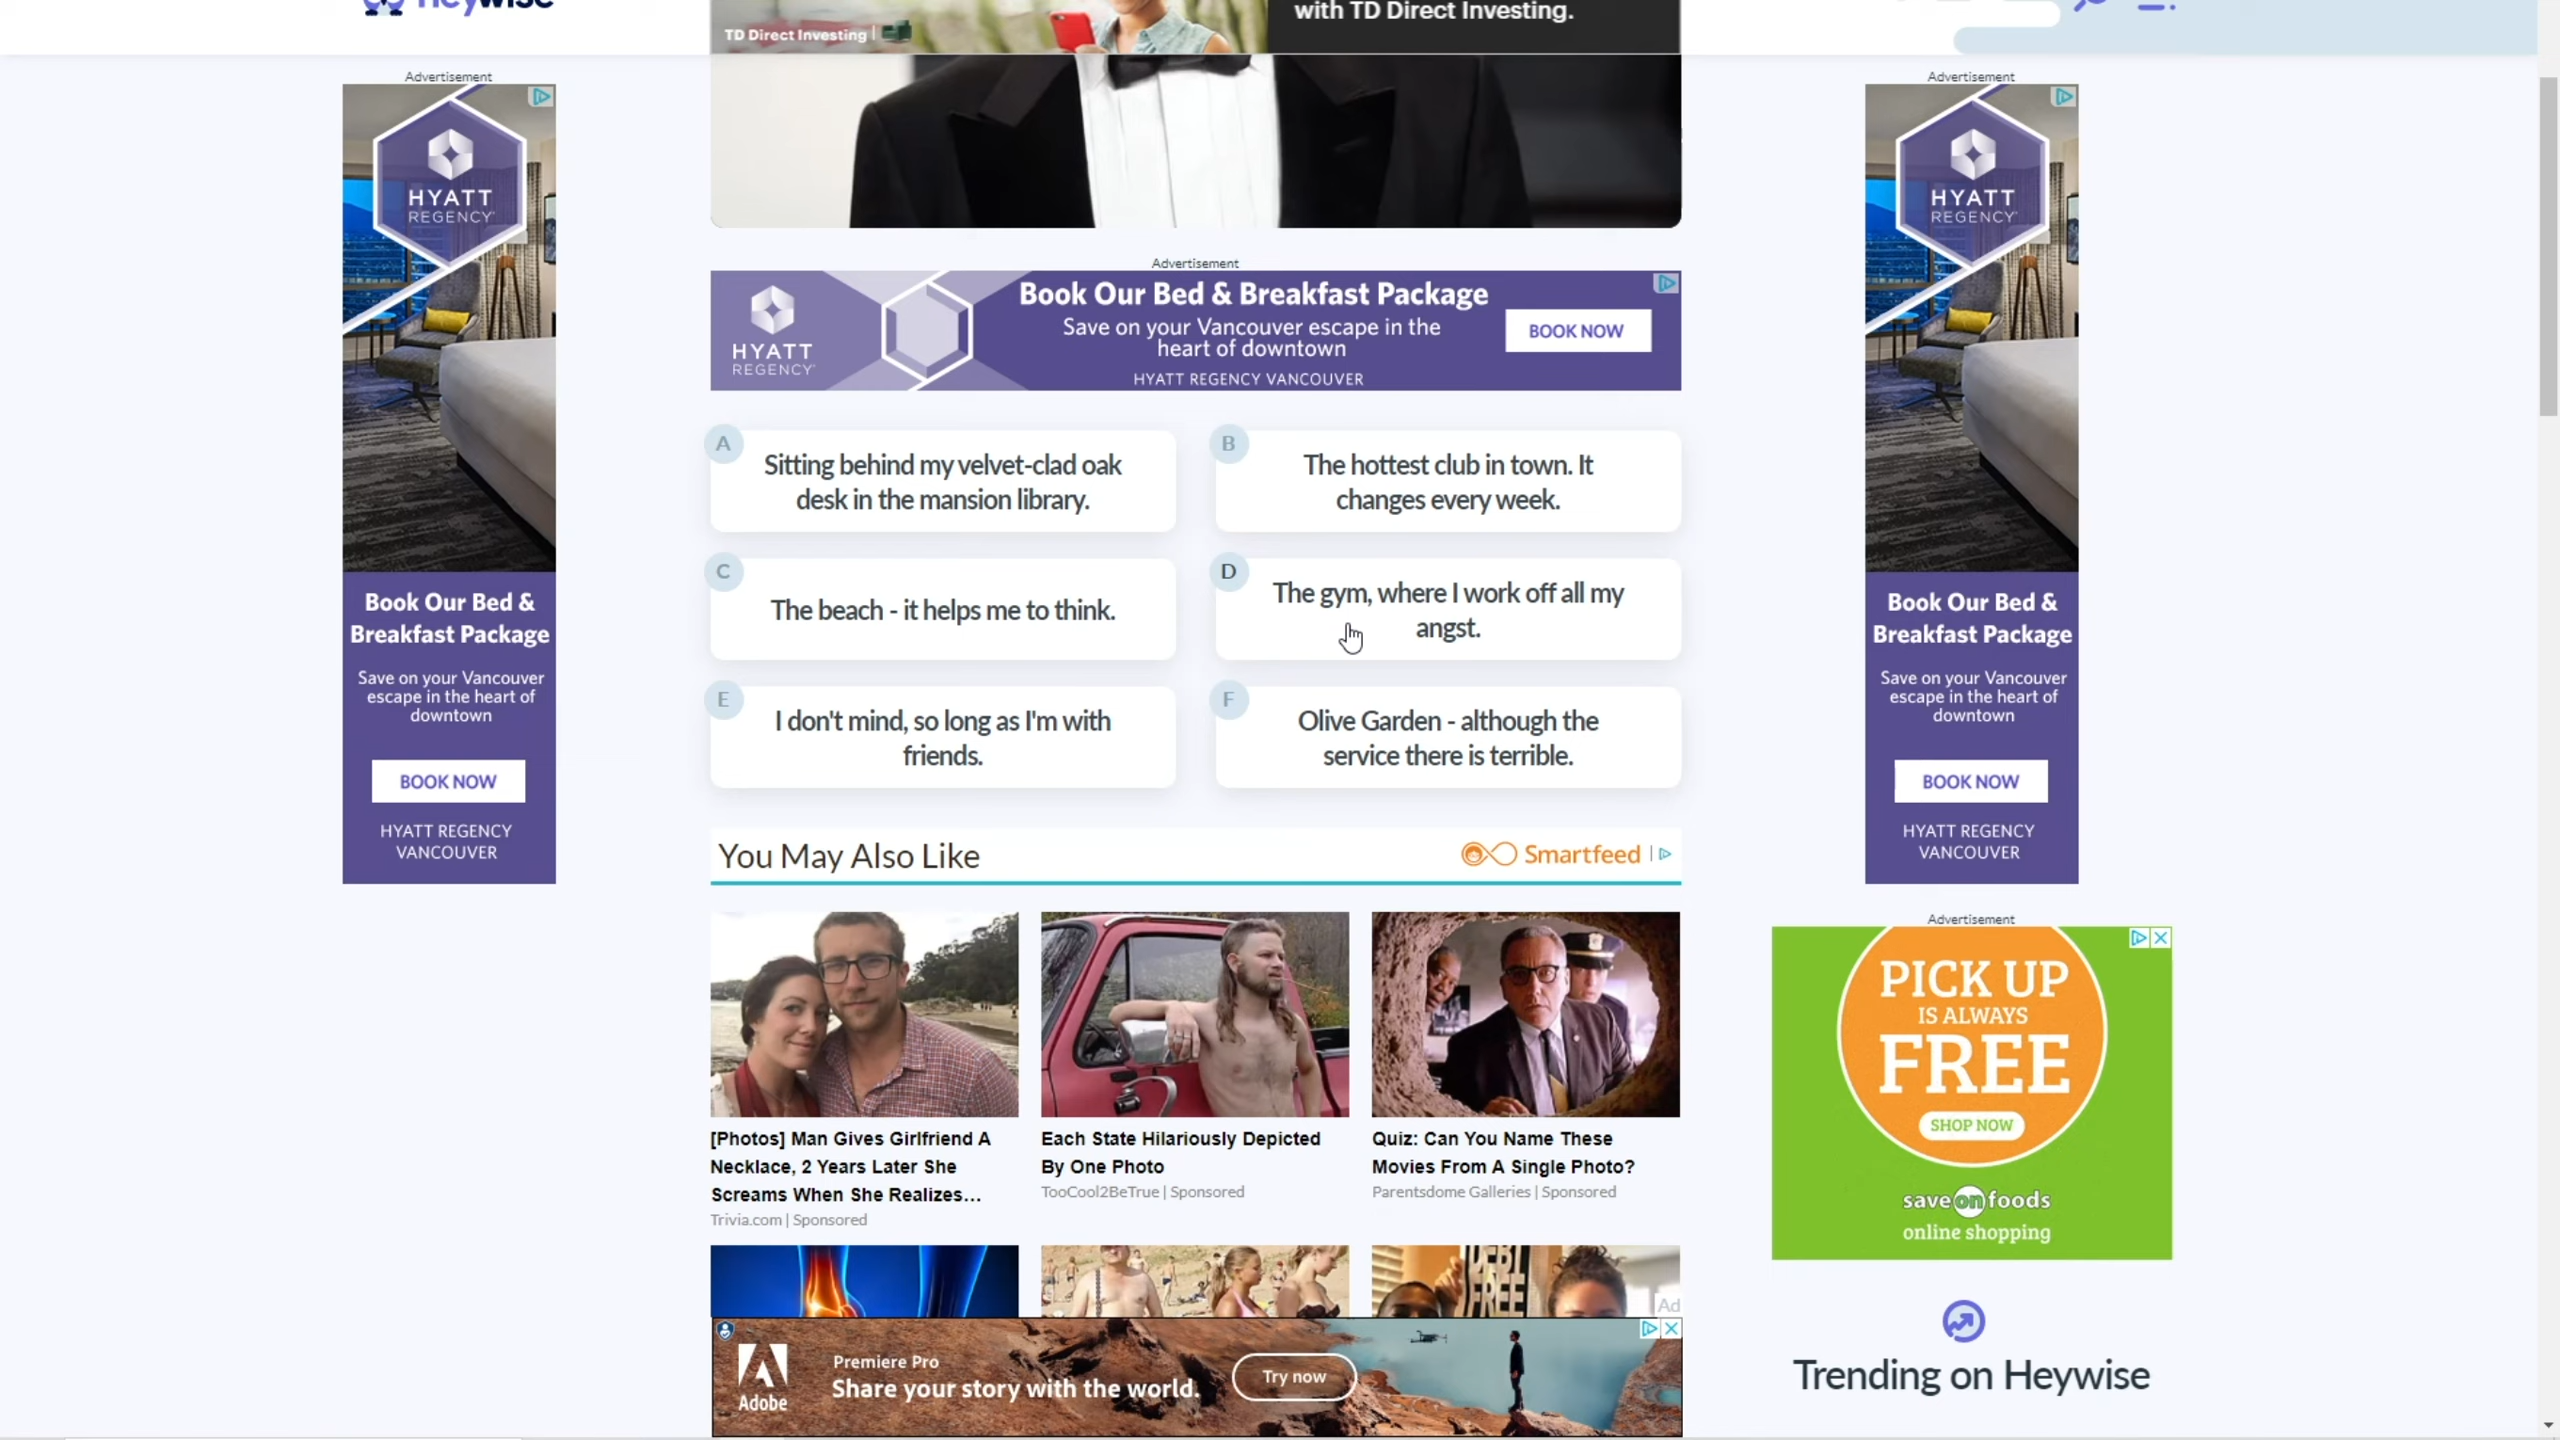 Heywise
with TD Direct Investing.
TD Direct Investing
Advertisement
HYATT
REGENCY
Book Our Bed &
Breakfast Package
Save on your Vancouver
escape in the heart of
downtown
BOOK NOW
HYATT REGENCY
VANCOUVER
Advertisement
HYATT
REGENCY
Book Our Bed & Breakfast Package
Save on your Vancouver escape in the
heart of downtown
HYATT REGENCY VANCOUVER
BOOK NOW
A
Sitting behind my velvet-clad oak
desk in the mansion library.
B
The hottest club in town. It
changes every week.
C
The beach - it helps me to think.
D
The gym, where I work off all my
angst.
E
I don't mind, so long as I'm with
friends.
F
Olive Garden - although the
service there is terrible.
You May Also Like
Smartfeed
[Photos] Man Gives Girlfriend A
Necklace, 2 Years Later She
Screams When She Realizes...
Trivia.com | Sponsored
Each State Hilariously Depicted
By One Photo
TooCool2BeTrue | Sponsored
Quiz: Can You Name These
Movies From A Single Photo?
Parentsdome Galleries | Sponsored
DEBT
FREE
Ad
Adobe
Premiere Pro
Share your story with the world.
Try now
Advertisement
HYATT
REGENCY
Book Our Bed &
Breakfast Package
Save on your Vancouver
escape in the heart of
downtown
BOOK NOW
HYATT REGENCY
VANCOUVER
Advertisement
PICK UP
IS ALWAYS
FREE
SHOP NOW
save on foods
online shopping
Trending on Heywise